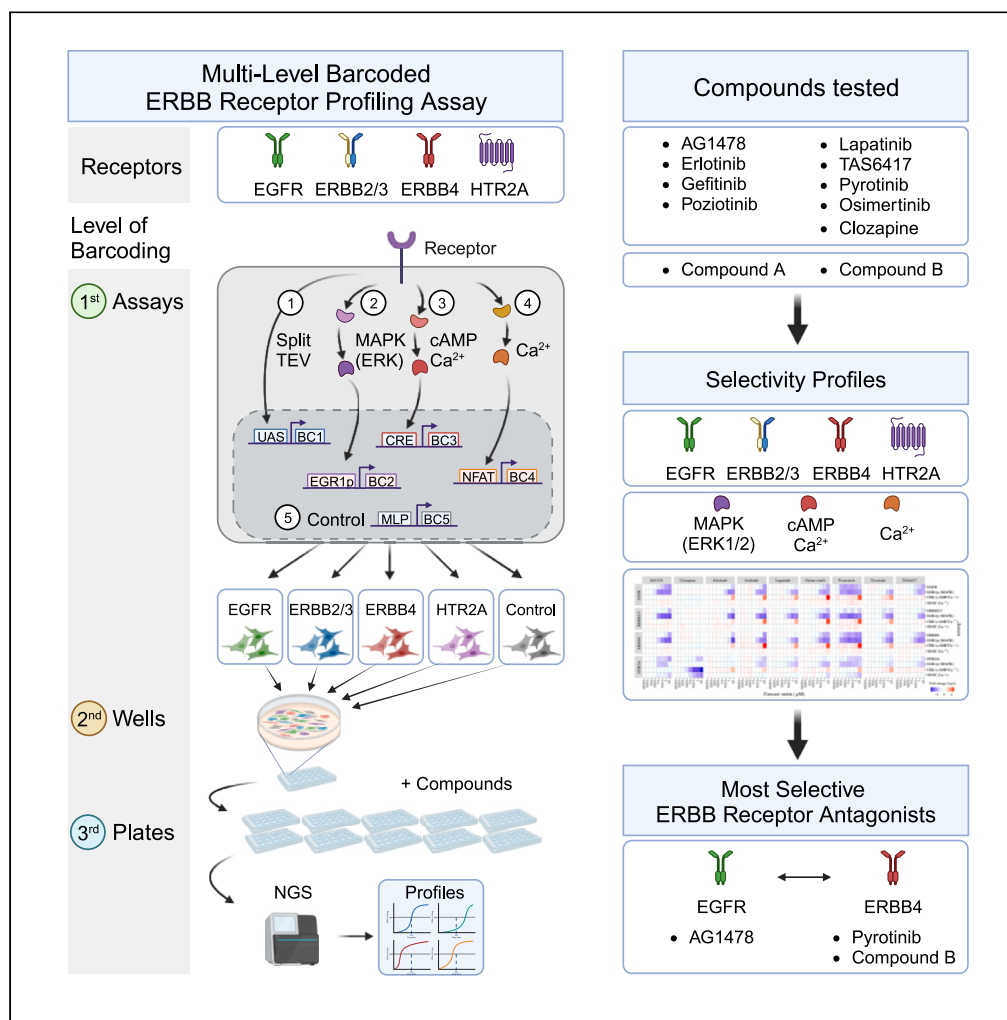 Multi-Level Barcoded
ERBB Receptor Profiling Assay
Receptors
EGFR
ERBB2/3
ERBB4
HTR2A
Level of
Barcoding
Receptor
1st Assays
1
2
3
4
Split
TEV
MAPK
(ERK)
cAMP
Ca²⁺
Ca²⁺
UAS
BC1
CRE
BC3
EGR1p
BC2
NFAT
BC4
5
Control
MLP
BC5
EGFR
ERBB2/3
ERBB4
HTR2A
Control
2nd Wells
+ Compounds
3rd Plates
NGS
Profiles
Compounds tested
• AG1478
• Erlotinib
• Gefitinib
• Poziotinib
• Lapatinib
• TAS6417
• Pyrotinib
• Osimertinib
• Clozapine
• Compound A
• Compound B
Selectivity Profiles
EGFR
ERBB2/3
ERBB4
HTR2A
MAPK
(ERK1/2)
cAMP
Ca²⁺
Ca²⁺
Most Selective
ERBB Receptor Antagonists
EGFR
ERBB4
• AG1478
• Pyrotinib
• Compound B